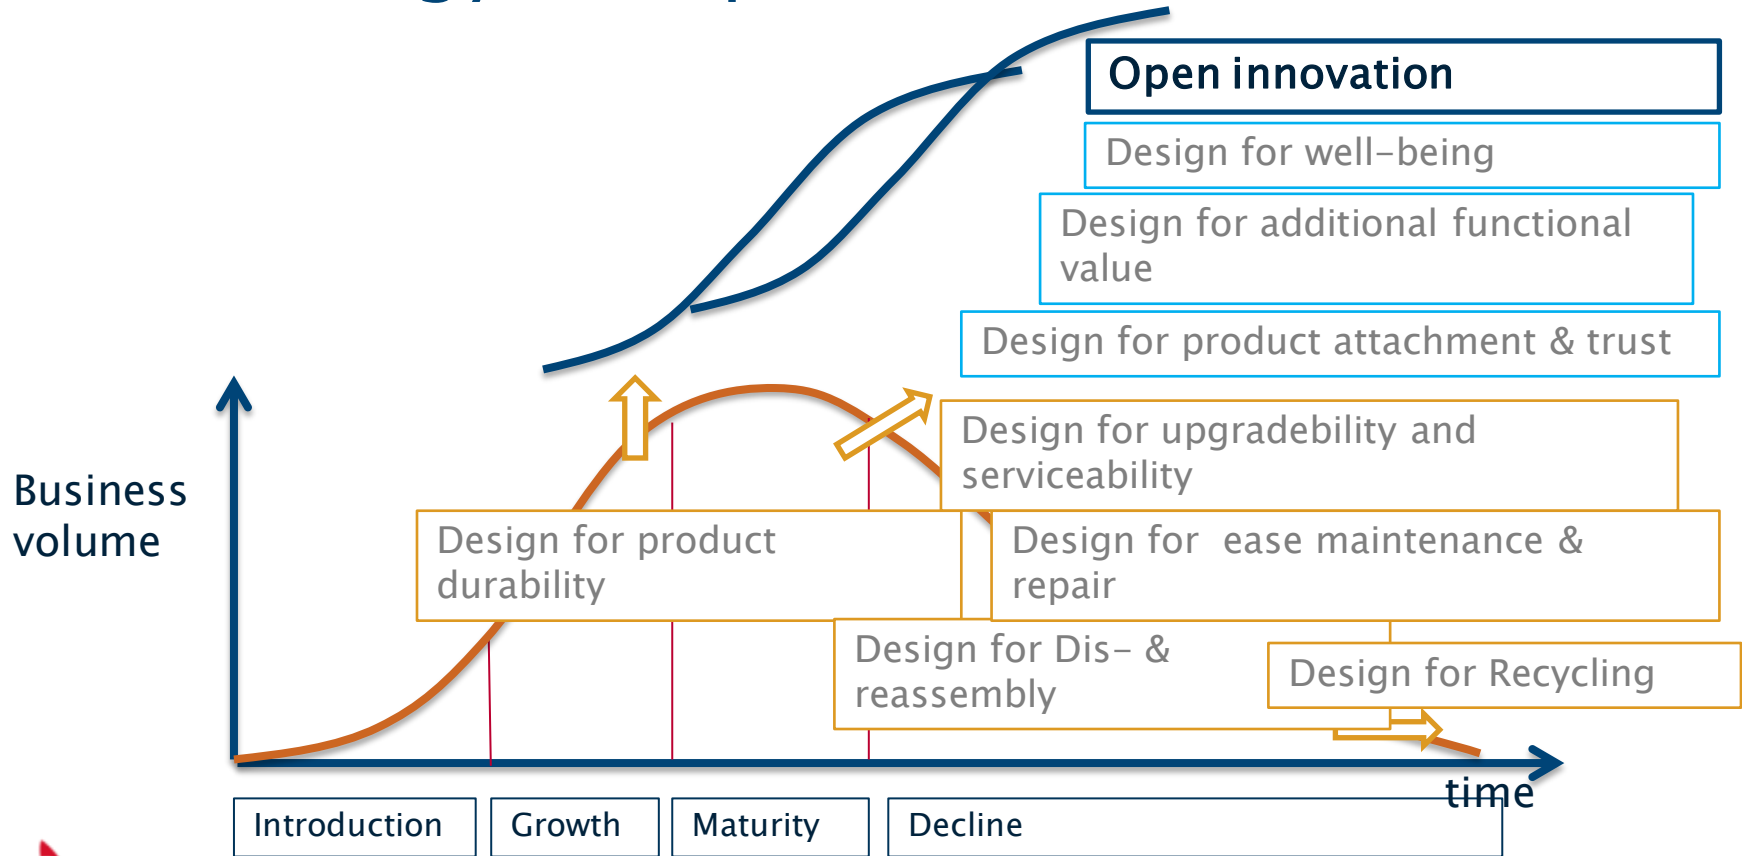 Open innovation
Design for well-being
Design for additional functional
value
Design for product attachment & trust
Design for upgradebility and
serviceability
Business
volume
Design for product
durability
Design for  ease maintenance &
repair
Design for Dis- &
reassembly
Design for Recycling
time
Introduction
Growth
Maturity
Decline